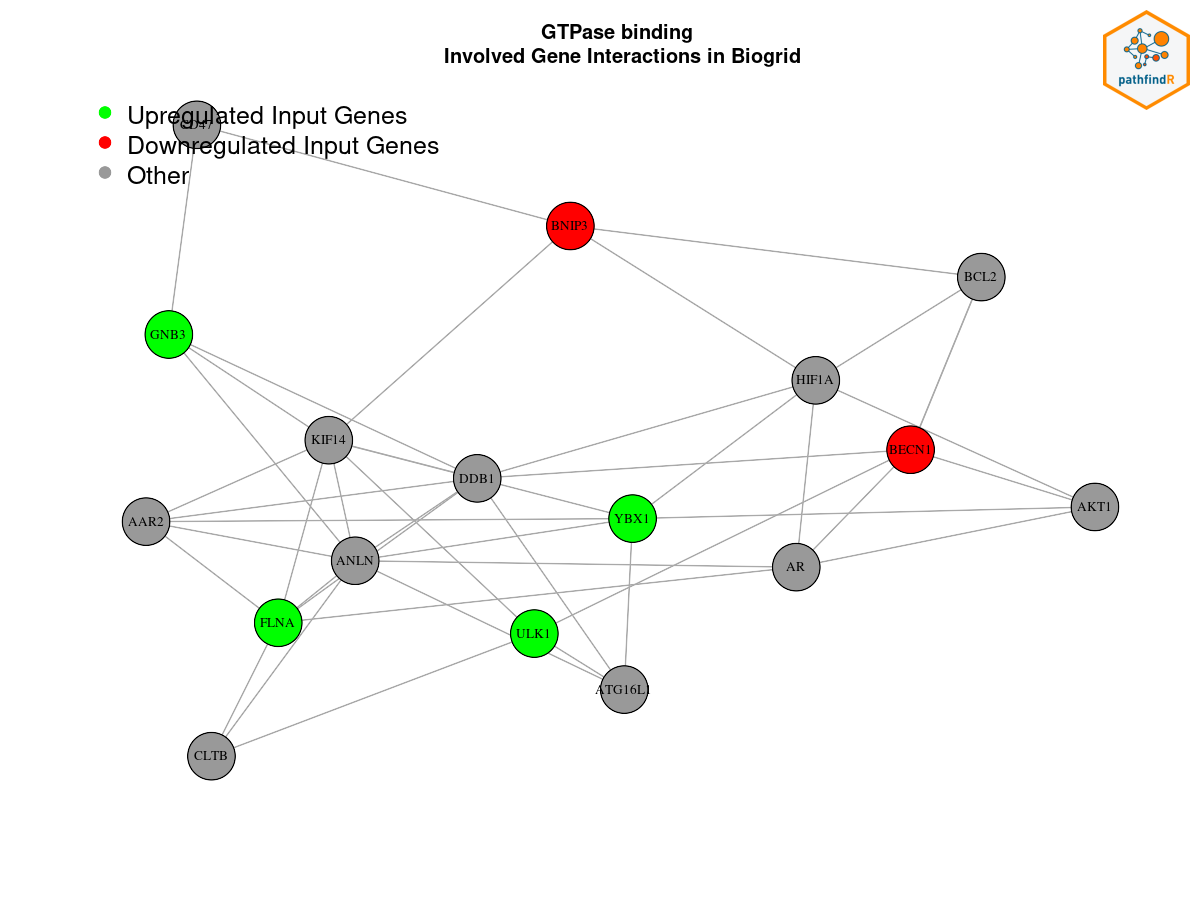 GTPase binding
Involved Gene Interactions in Biogrid
pathfindR
Upregulated Input Genes
CD47
Downregulated Input Genes
Other
BNIP3
BCL2
GNB3
HIF1A
KIF14
BECN1
DDB1
AKT1
YBX1
AAR2
ANLN
AR
FLNA
ULK1
ATG16L1
CLTB